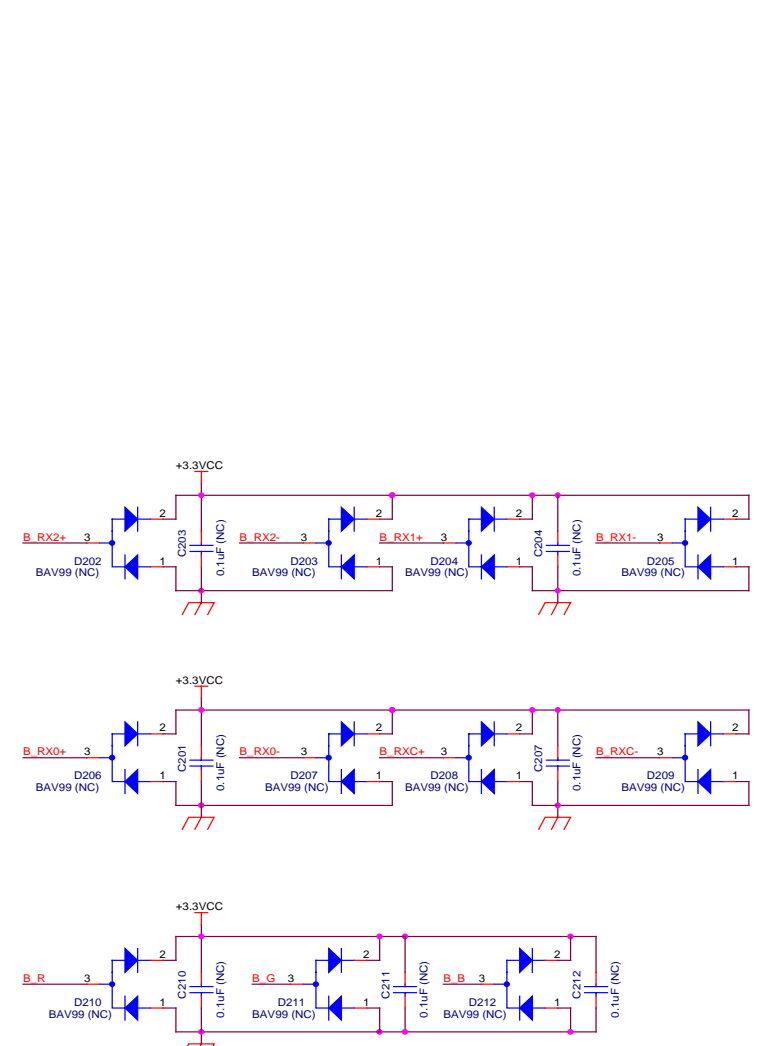 +3.3VCC
2 2 2 2
B_RX2+ 3 C203 0.1uF (NC) B_RX2- 3 B_RX1+ 3 C204 0.1uF (NC) B_RX1- 3
D202 1 D203 1 D204 1 D205 1
BAV99 (NC) BAV99 (NC) BAV99 (NC) BAV99 (NC)
+3.3VCC
2 2 2 2
B_RX0+ 3 C201 0.1uF (NC) B_RX0- 3 B_RXC+ 3 C207 0.1uF (NC) B_RXC- 3
D206 1 D207 1 D208 1 D209 1
BAV99 (NC) BAV99 (NC) BAV99 (NC) BAV99 (NC)
+3.3VCC
2 2 2
B_R 3 C210 0.1uF (NC) B_G 3 C211 0.1uF (NC) B_B 3 C212 0.1uF (NC)
D210 1 D211 1 D212 1
BAV99 (NC) BAV99 (NC) BAV99 (NC)